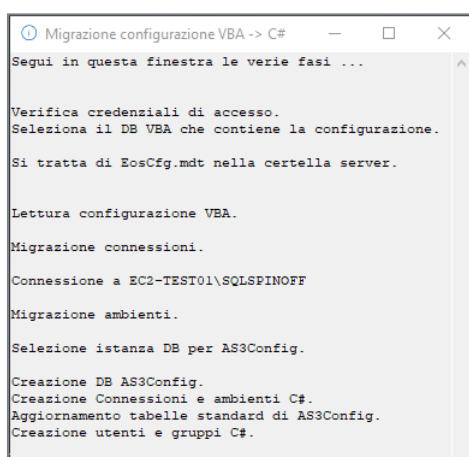 Migrazione configurazione VBA -> C#
Segui in questa finestra le verie fasi ...
Verifica credenziali di accesso.
Seleziona il DB VBA che contiene la configurazione.
Si tratta di EosCfg.mdt nella certella server.
Lettura configurazione VBA.
Migrazione connessioni.
Connessione a EC2-TEST01\SQLSPINOFF
Migrazione ambienti.
Selezione istanza DB per AS3Config.
Creazione DB AS3Config.
Creazione Connessioni e ambienti C#.
Aggiornamento tabelle standard di AS3Config.
Creazione utenti e gruppi C#.